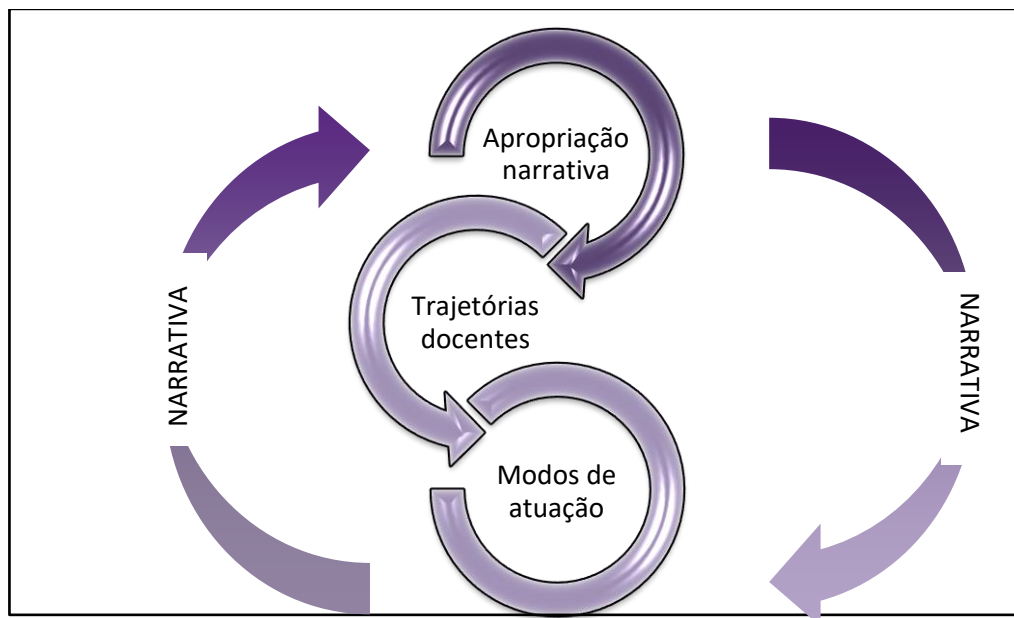 Apropriação
narrativa
NARRATIVA
Trajetórias
docentes
NARRATIVA
Modos de
atuação